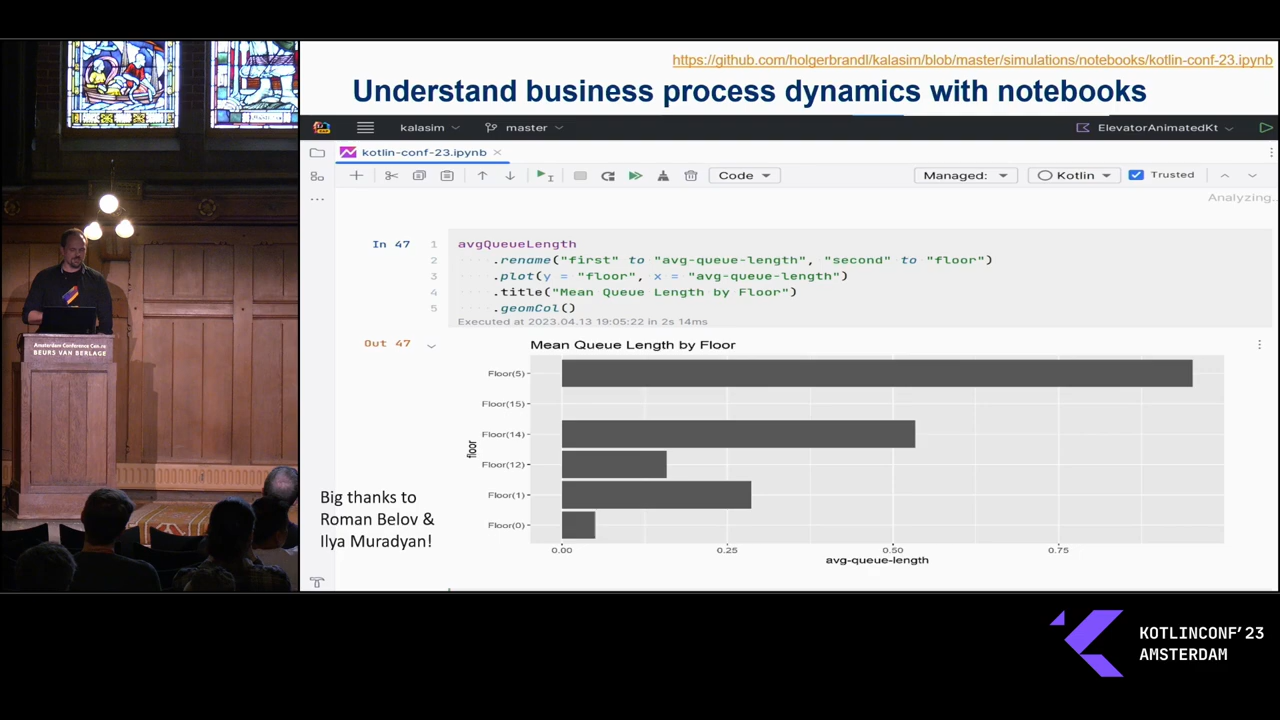 https://github.com/holgerbrandl/kalasim/blob/master/simulations/notebooks/kotlin-conf-23.ipynb
Understand business process dynamics with notebooks
kalasim master ElevatorAnimatedKt
kotlin-conf-23.ipynb
Code Managed: Kotlin Trusted
Analyzing..
In 47
1 avgQueueLength
2 .rename("first" to "avg-queue-length", "second" to "floor")
3 .plot(y = "floor", x = "avg-queue-length")
4 .title("Mean Queue Length by Floor")
5 .geomCol()
Executed at 2023.04.13 19:05:22 in 2s 14ms
Out 47
Mean Queue Length by Floor
Floor(5)
Floor(15)
Floor(14)
Floor(12)
Floor(1)
Floor(0)
floor
0.00 0.25 0.50 0.75
avg-queue-length
Big thanks to
Roman Belov &
Ilya Muradyan!
Amsterdam Conference Centre
BEURS VAN BERLAGE
KOTLINCONF'23
AMSTERDAM